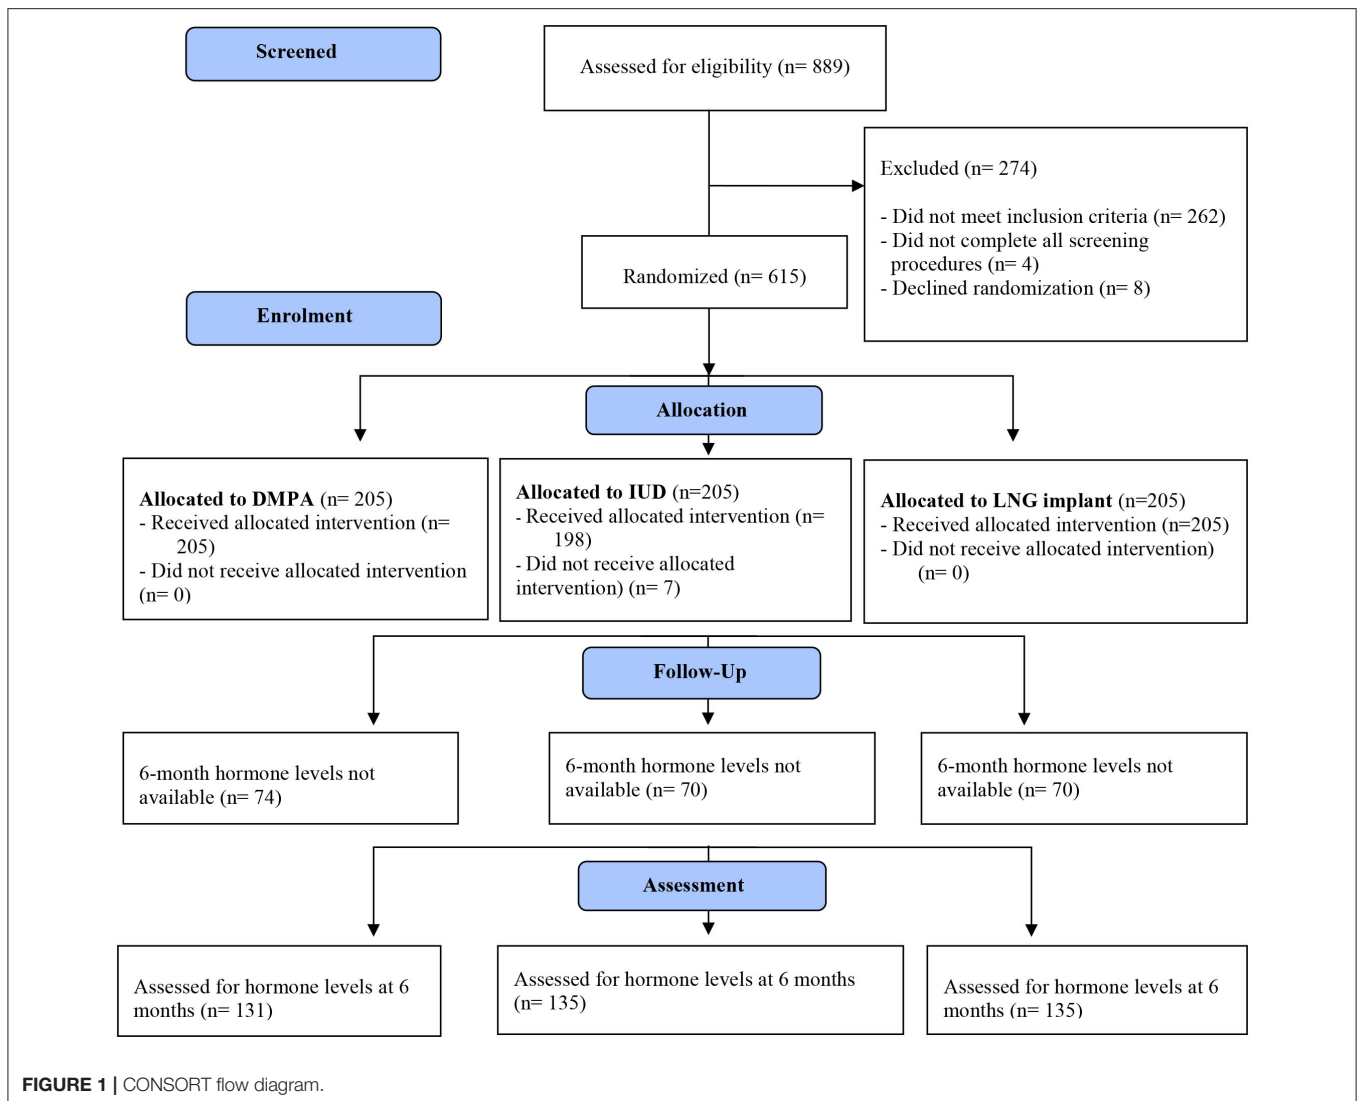 Screened
Assessed for eligibility (n= 889)
Excluded (n= 274)
- Did not meet inclusion criteria (n= 262)
- Did not complete all screening
procedures (n= 4)
- Declined randomization (n= 8)
Randomized (n= 615)
Enrolment
Allocation
Allocated to DMPA (n= 205)
- Received allocated intervention (n=
205)
- Did not receive allocated intervention
(n= 0)
Allocated to IUD (n=205)
- Received allocated intervention (n=
198)
- Did not receive allocated
intervention) (n= 7)
Allocated to LNG implant (n=205)
- Received allocated intervention (n=205)
- Did not receive allocated intervention)
(n= 0)
Follow-Up
6-month hormone levels not
available (n= 74)
6-month hormone levels not
available (n= 70)
6-month hormone levels not
available (n= 70)
Assessment
Assessed for hormone levels at 6
months (n= 131)
Assessed for hormone levels at 6 months
(n= 135)
Assessed for hormone levels at 6
months (n= 135)
FIGURE 1 | CONSORT flow diagram.